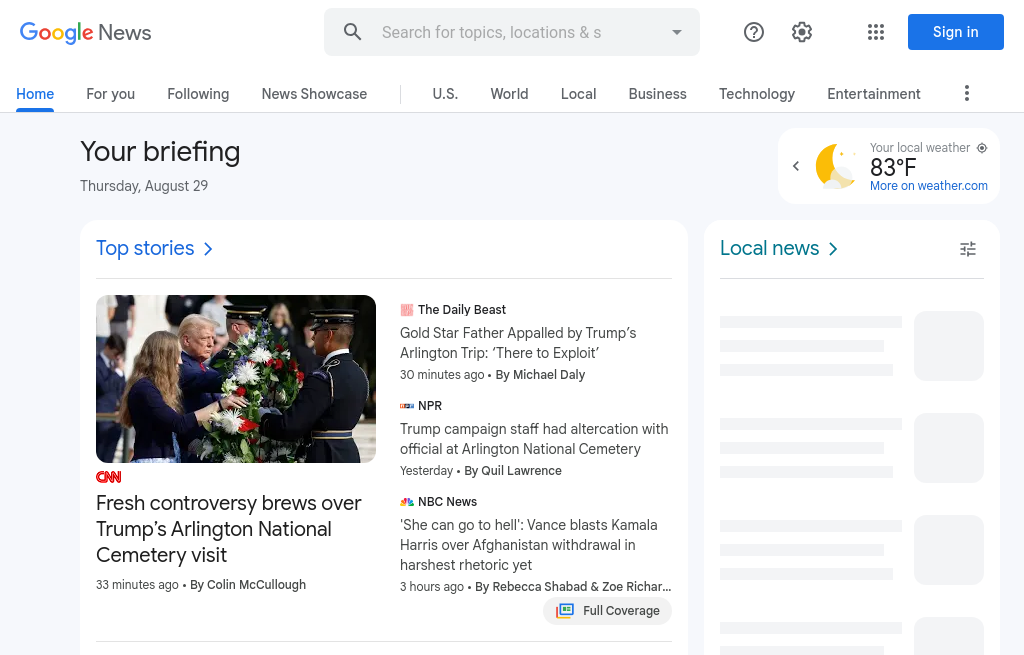 Google News
Search for topics, locations & s
Sign in
Home
For you
Following
News Showcase
U.S.
World
Local
Business
Technology
Entertainment
Your briefing
Thursday, August 29
Your local weather
83°F
More on weather.com
Top stories
CNN
Fresh controversy brews over
Trump’s Arlington National
Cemetery visit
33 minutes ago • By Colin McCullough
The Daily Beast
Gold Star Father Appalled by Trump’s
Arlington Trip: ‘There to Exploit’
30 minutes ago • By Michael Daly
NPR
Trump campaign staff had altercation with
official at Arlington National Cemetery
Yesterday • By Quil Lawrence
NBC News
'She can go to hell': Vance blasts Kamala
Harris over Afghanistan withdrawal in
harshest rhetoric yet
3 hours ago • By Rebecca Shabad & Zoe Richar...
Full Coverage
Local news